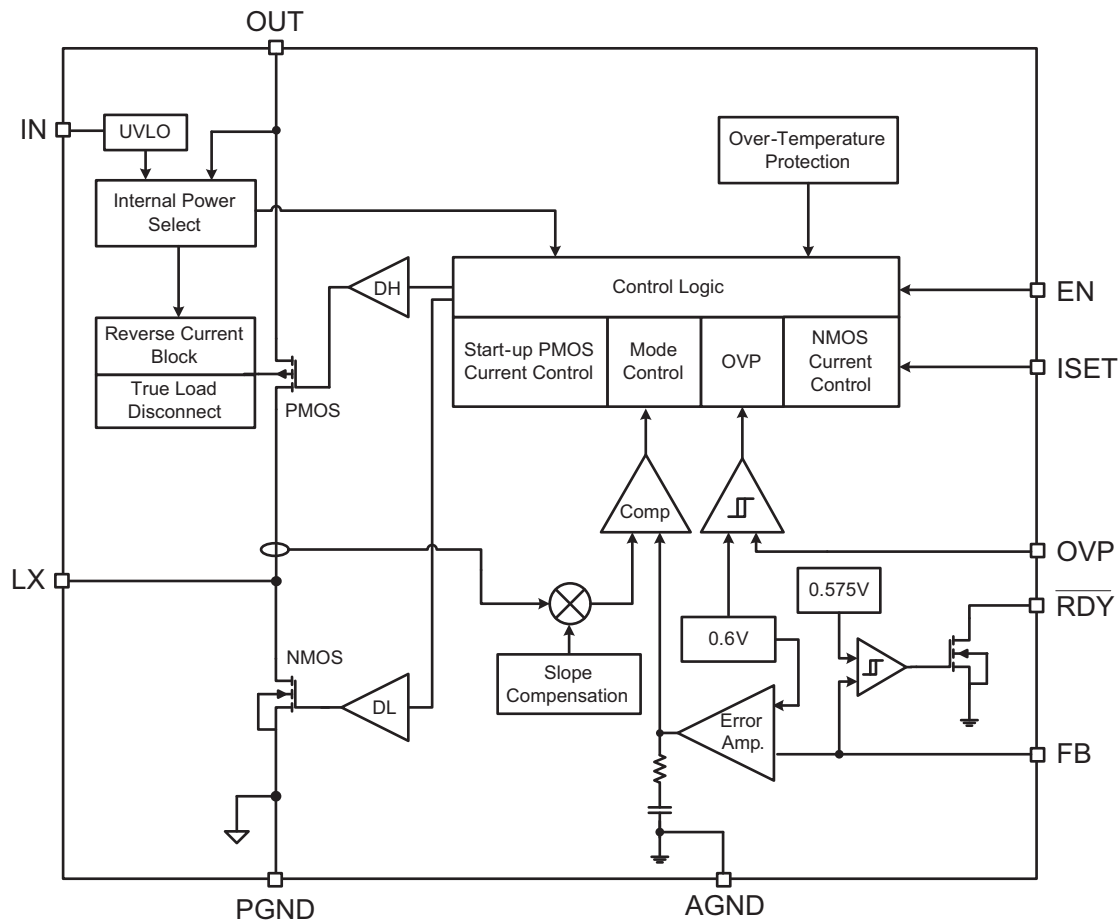 OUT
IN
UVLO
Over-Temperature
Protection
Internal Power
Select
DH
Control Logic
EN
Reverse Current
Block
Start-up PMOS
Current Control
Mode
Control
OVP
NMOS
Current
Control
ISET
True Load
Disconnect
PMOS
Comp
OVP
LX
0.575V
RDY
0.6V
NMOS
Slope
Compensation
DL
Error
Amp.
FB
PGND
AGND